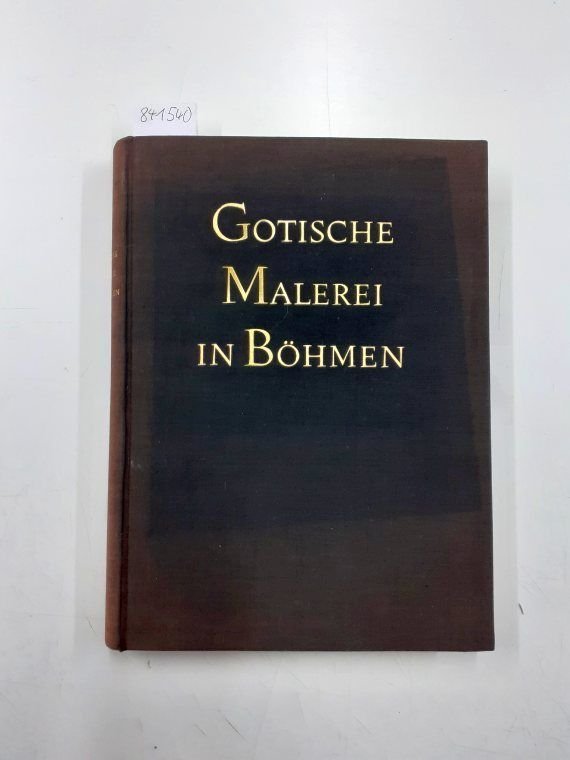 841540
GOTISCHE
MALEREI
IN BÖHMEN